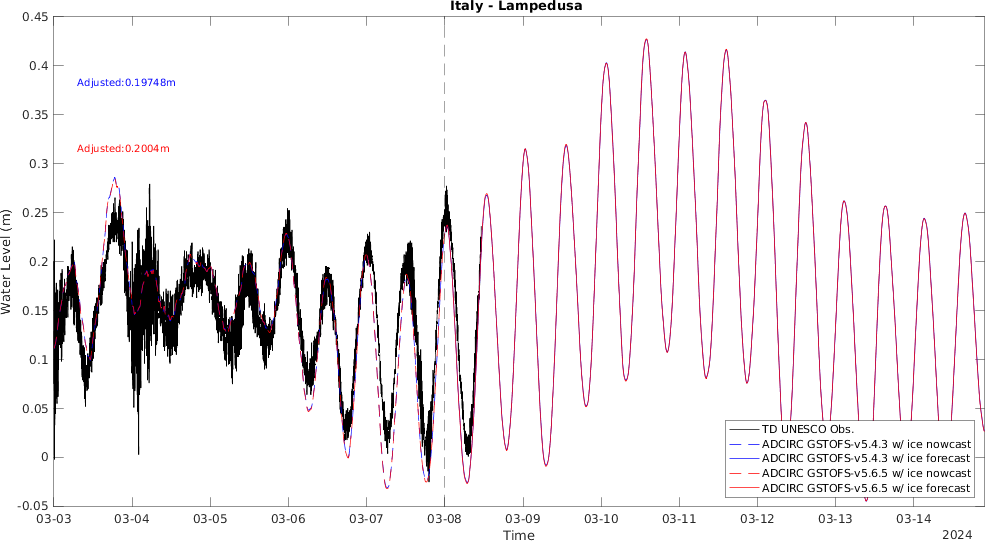 Italy - Lampedusa
0.45
0.4
0.35
0.3
0.25
0.2
0.15
0.1
0.05
0
-0.05
Water Level (m)
Adjusted:0.19748m
Adjusted:0.2004m
TD UNESCO Obs.
ADCIRC GSTOFS-v5.4.3 w/ ice nowcast
ADCIRC GSTOFS-v5.4.3 w/ ice forecast
ADCIRC GSTOFS-v5.6.5 w/ ice nowcast
ADCIRC GSTOFS-v5.6.5 w/ ice forecast
03-03 03-04 03-05 03-06 03-07 03-08 03-09 03-10 03-11 03-12 03-13 03-14
Time
2024